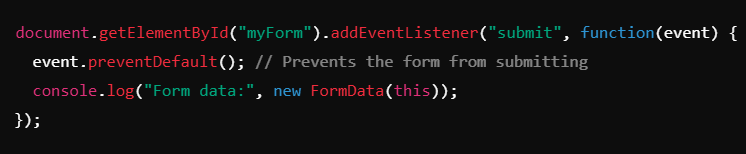 document.getElementById("myForm").addEventListener("submit", function(event) {
  event.preventDefault(); // Prevents the form from submitting
  console.log("Form data:", new FormData(this));
});